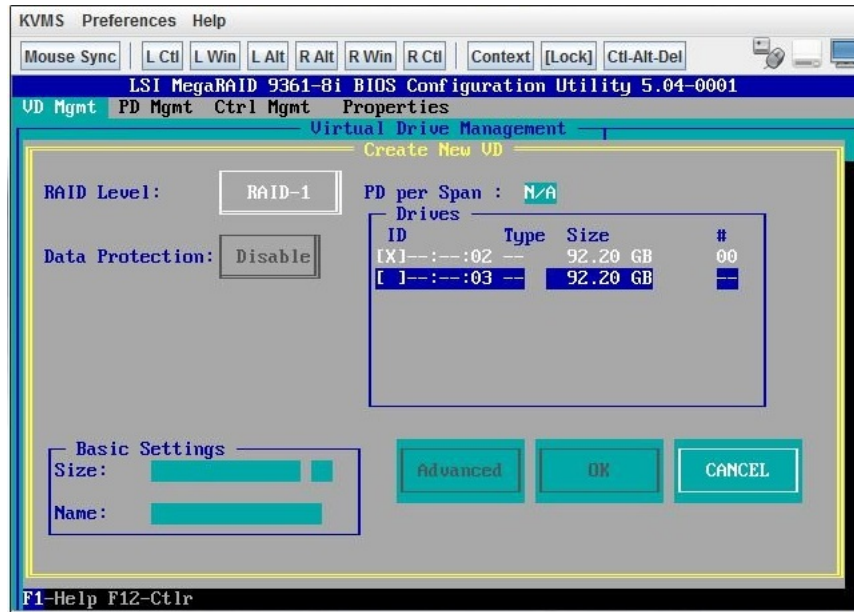 KVMS Preferences Help
Mouse Sync L Ctl L Win L Alt R Alt R Win R Ctl Context [Lock] Ctl-Alt-Del
LSI MegaRAID 9361-8i BIOS Configuration Utility 5.04-0001
VD Mgmt PD Mgmt Ctrl Mgmt Properties
Virtual Drive Management
Create New VD
RAID Level: RAID-1 PD per Span : N/A
Drives
ID Type Size #
Data Protection: Disable [X]--:--:02 -- 92.20 GB 00
[ ]--:--:03 -- 92.20 GB --
Basic Settings
Size: Advanced OK CANCEL
Name:
F1-Help F12-Ctlr